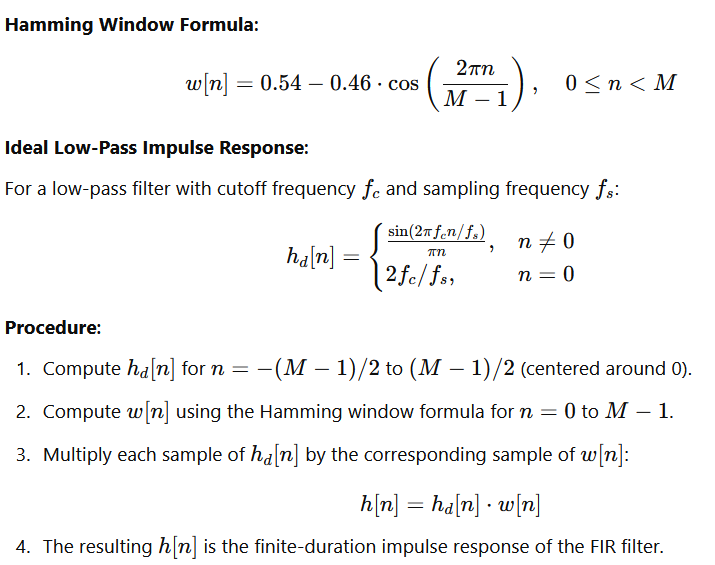 Hamming Window Formula:
w[n] = 0.54 − 0.46 · cos(2πn / (M − 1)), 0 ≤ n < M
Ideal Low-Pass Impulse Response:
For a low-pass filter with cutoff frequency f_c and sampling frequency f_s:
h_d[n] = { sin(2πf_c n/f_s) / πn, n ≠ 0
2f_c/f_s, n = 0
Procedure:
1. Compute h_d[n] for n = −(M − 1)/2 to (M − 1)/2 (centered around 0).
2. Compute w[n] using the Hamming window formula for n = 0 to M − 1.
3. Multiply each sample of h_d[n] by the corresponding sample of w[n]:
h[n] = h_d[n] · w[n]
4. The resulting h[n] is the finite-duration impulse response of the FIR filter.